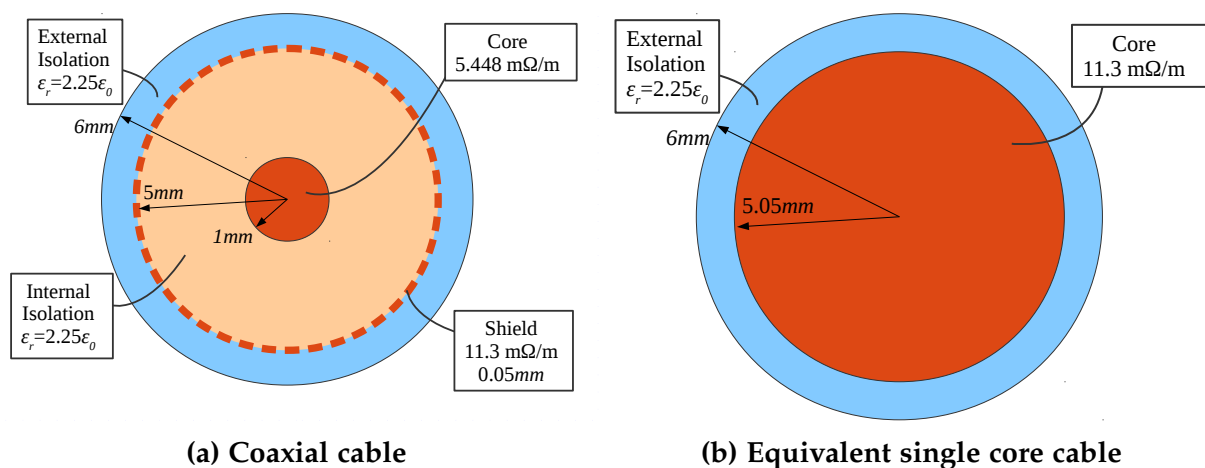 External
Isolation
εr=2.25ε0
6mm
5mm
1mm
Core
5.448 mΩ/m
Internal
Isolation
εr=2.25ε0
Shield
11.3 mΩ/m
0.05mm
(a) Coaxial cable
External
Isolation
εr=2.25ε0
6mm
5.05mm
Core
11.3 mΩ/m
(b) Equivalent single core cable